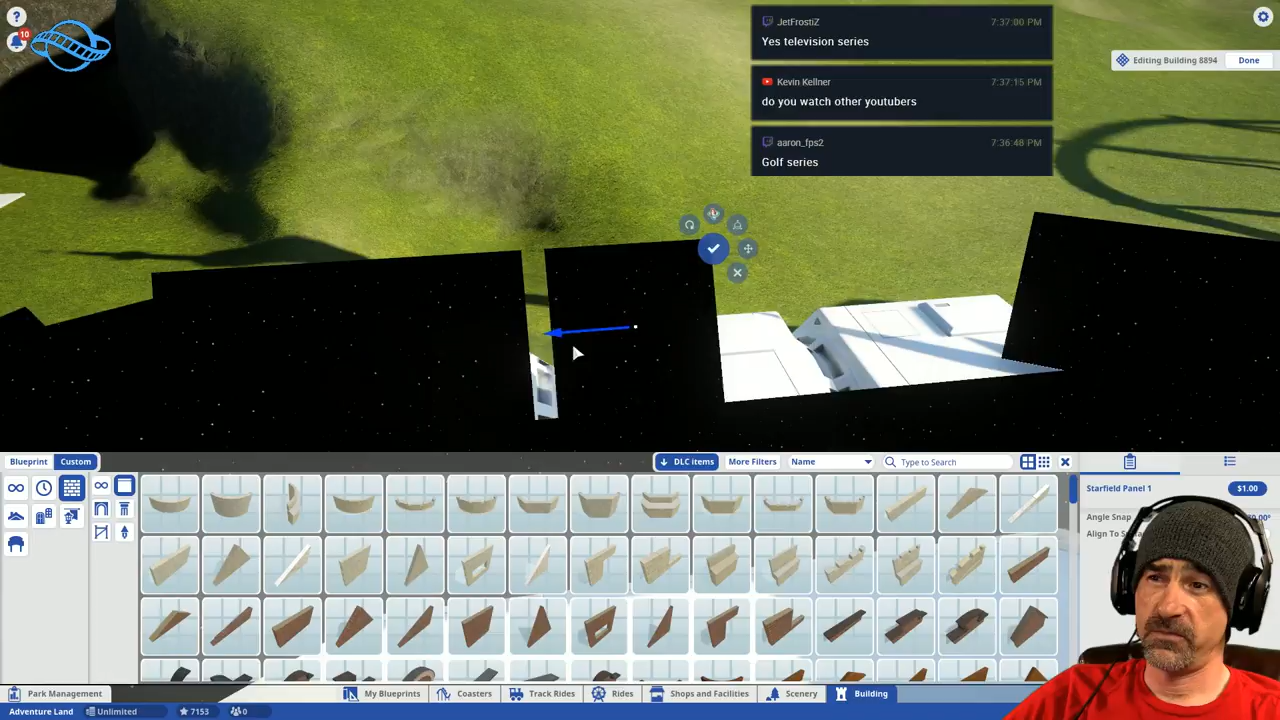 ?
10
JetFrostiZ 7:37:00 PM
Yes television series
Kevin Kellner 7:37:15 PM
do you watch other youtubers
aaron_fps2 7:36:48 PM
Golf series
Editing Building 8894 Done
Blueprint Custom
DLC items More Filters Name Type to Search
Starfield Panel 1 $1.00
Angle Snap
Align To
Park Management My Blueprints Coasters Track Rides Rides Shops and Facilities Scenery Building
Adventure Land Unlimited 7153 0